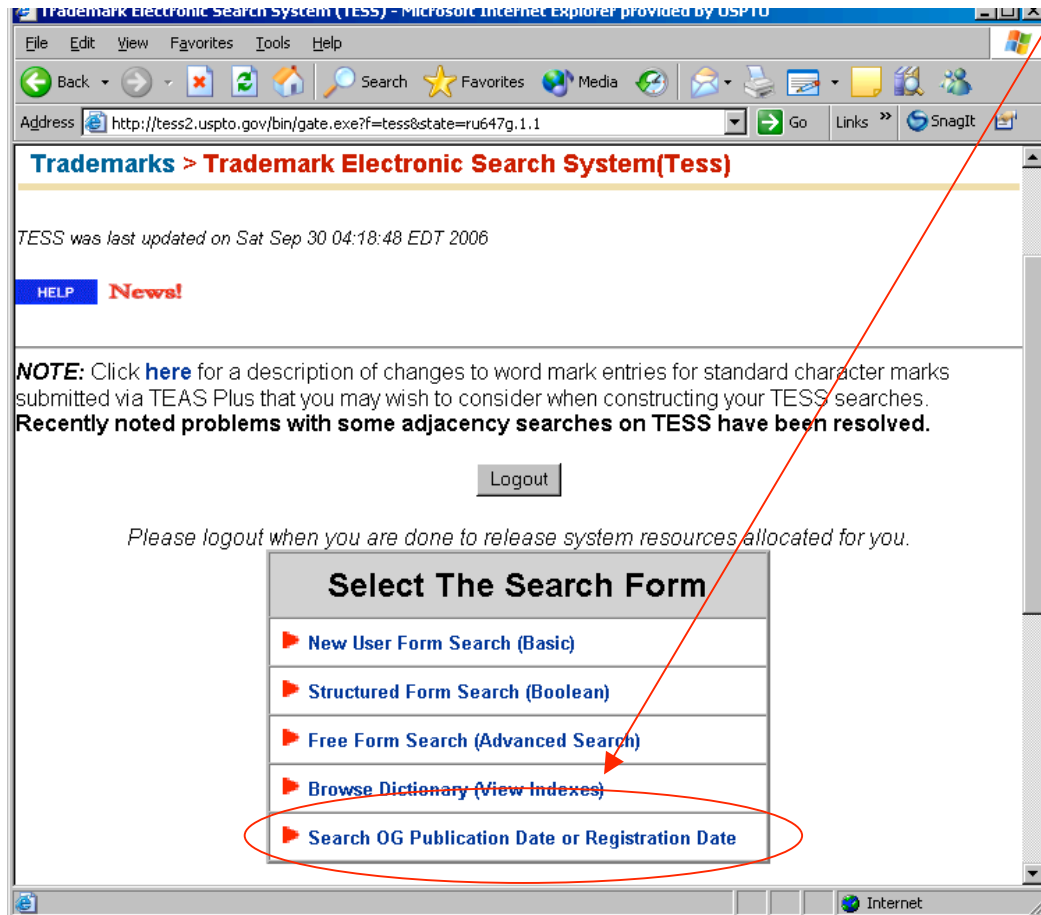 Trademark Electronic Search System (TESS) - Microsoft Internet Explorer provided by USPTO
File Edit View Favorites Tools Help
Back Search Favorites Media
Address http://tess2.uspto.gov/bin/gate.exe?f=tess&state=ru647g.1.1 Go Links » SnagIt
Trademarks > Trademark Electronic Search System(Tess)
TESS was last updated on Sat Sep 30 04:18:48 EDT 2006
HELP News!
NOTE: Click here for a description of changes to word mark entries for standard character marks
submitted via TEAS Plus that you may wish to consider when constructing your TESS searches.
Recently noted problems with some adjacency searches on TESS have been resolved.
Logout
Please logout when you are done to release system resources allocated for you.
Select The Search Form
New User Form Search (Basic)
Structured Form Search (Boolean)
Free Form Search (Advanced Search)
Browse Dictionary (View Indexes)
Search OG Publication Date or Registration Date
Internet